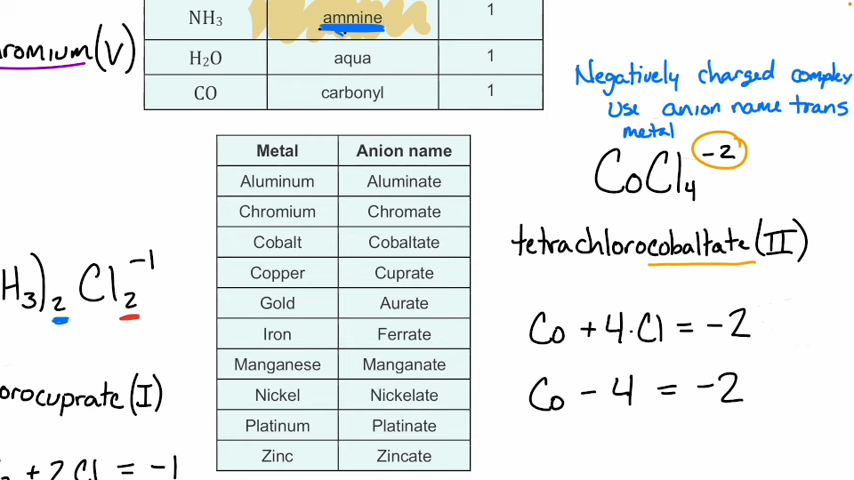 NH₃ ammine 1
romium (V)
H₂O aqua 1
CO carbonyl 1
Negatively charged complex
Use anion name trans
metal
CoCl₄⁻²
tetrachlorocobaltate (II)
Co + 4·Cl = -2
Co - 4 = -2
Metal Anion name
Aluminum Aluminate
Chromium Chromate
Cobalt Cobaltate
Copper Cuprate
Gold Aurate
Iron Ferrate
Manganese Manganate
Nickel Nickelate
Platinum Platinate
Zinc Zincate
H₃)₂ Cl₂⁻¹
orocuprate (I)
+ 2Cl = -1